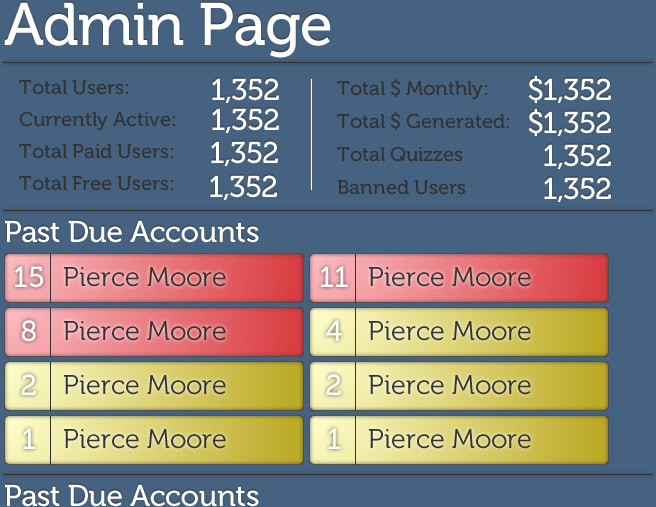 Admin Page
Total Users: 1,352
Currently Active: 1,352
Total Paid Users: 1,352
Total Free Users: 1,352
Total $ Monthly: $1,352
Total $ Generated: $1,352
Total Quizzes 1,352
Banned Users 1,352
Past Due Accounts
15 Pierce Moore
11 Pierce Moore
8 Pierce Moore
4 Pierce Moore
2 Pierce Moore
2 Pierce Moore
1 Pierce Moore
1 Pierce Moore
Past Due Accounts